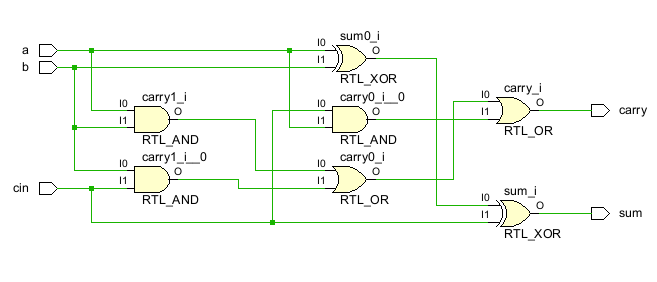 sum0_i
a
I0
O
b
I1
RTL_XOR
carry1_i
carry0_i__0
carry_i
I0
O
I0
O
I0
O
carry
I1
I1
I1
RTL_AND
RTL_AND
RTL_OR
carry1_i__0
carry0_i
I0
O
I0
O
I1
I1
cin
RTL_AND
RTL_OR
sum_i
I0
O
sum
I1
RTL_XOR